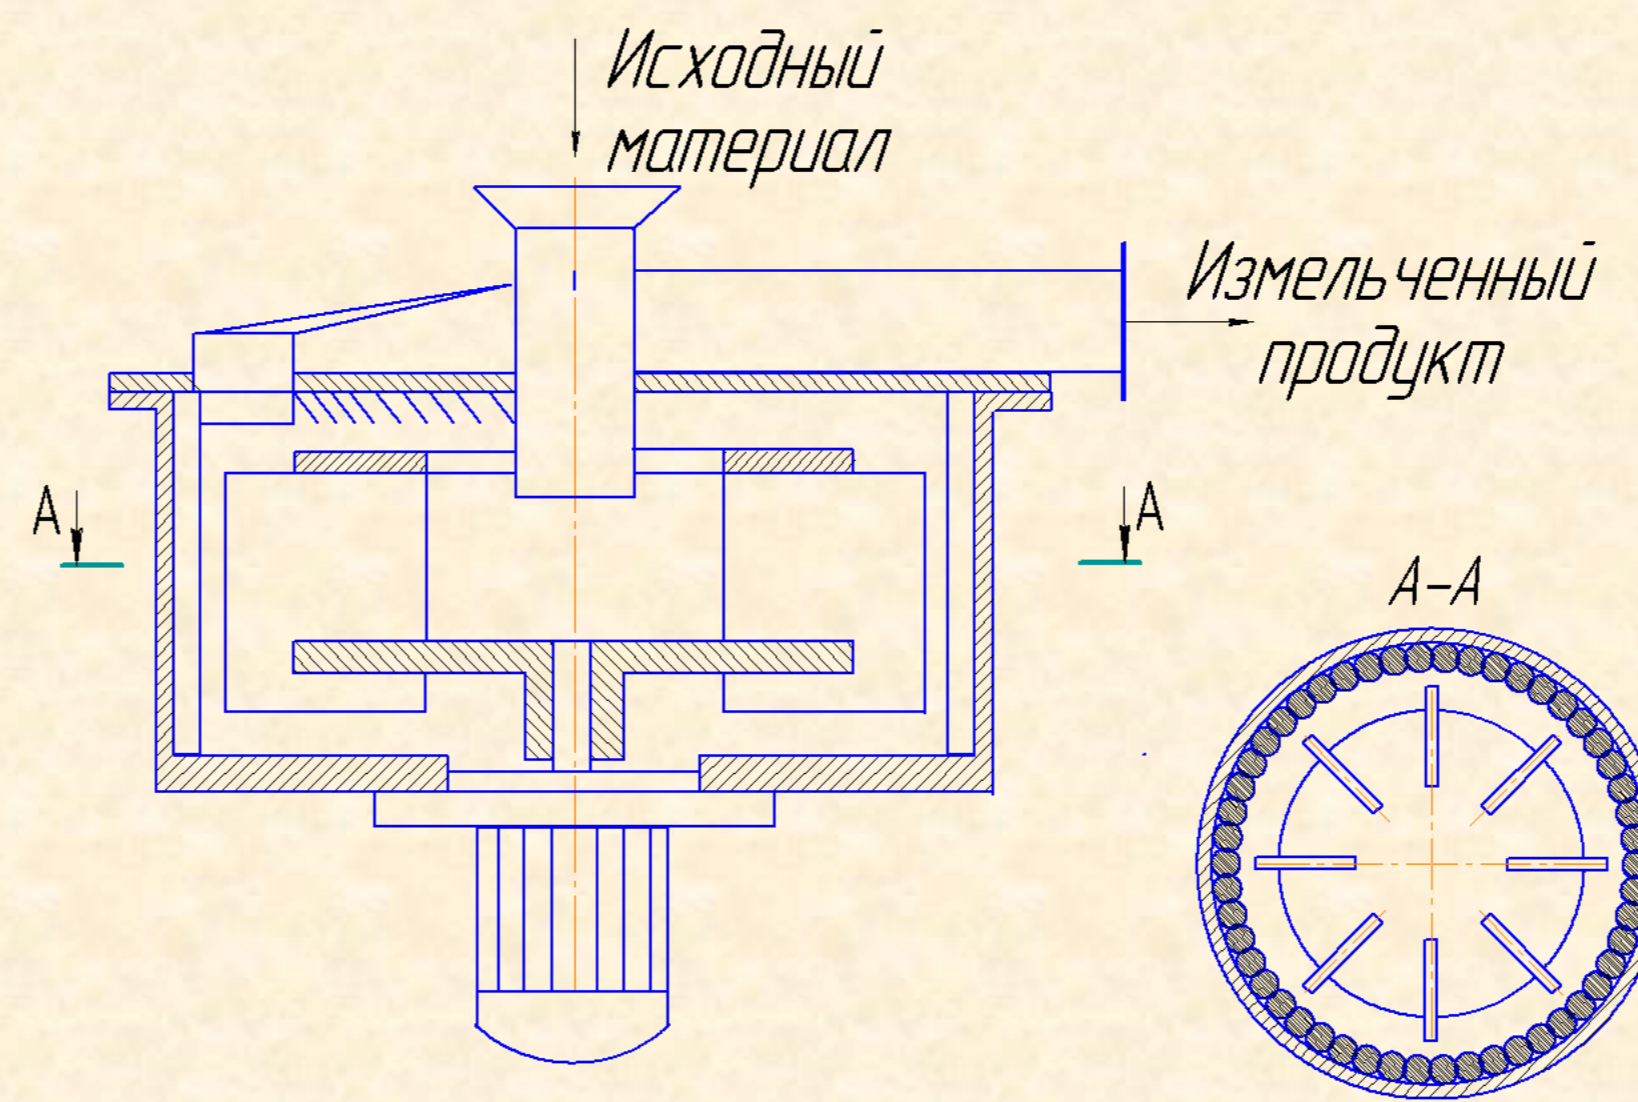 Исходный
материал
Измельченный
продукт
А
А
А-А